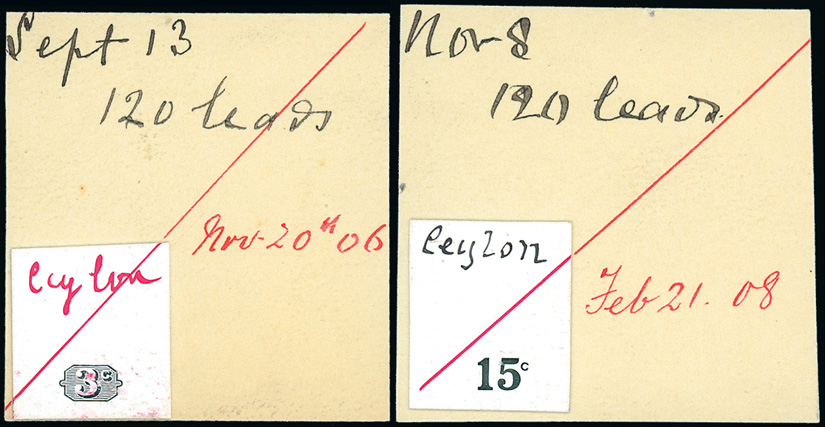 Sept 13
120 leads
Nov-20th 06
Ceylon
3c
Nov 8
120 leads
Feb 21. 08
Ceylon
15c